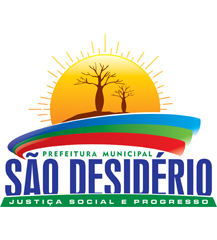 PREFEITURA MUNICIPAL
SÃO DESIDÉRIO
JUSTIÇA SOCIAL E PROGRESSO